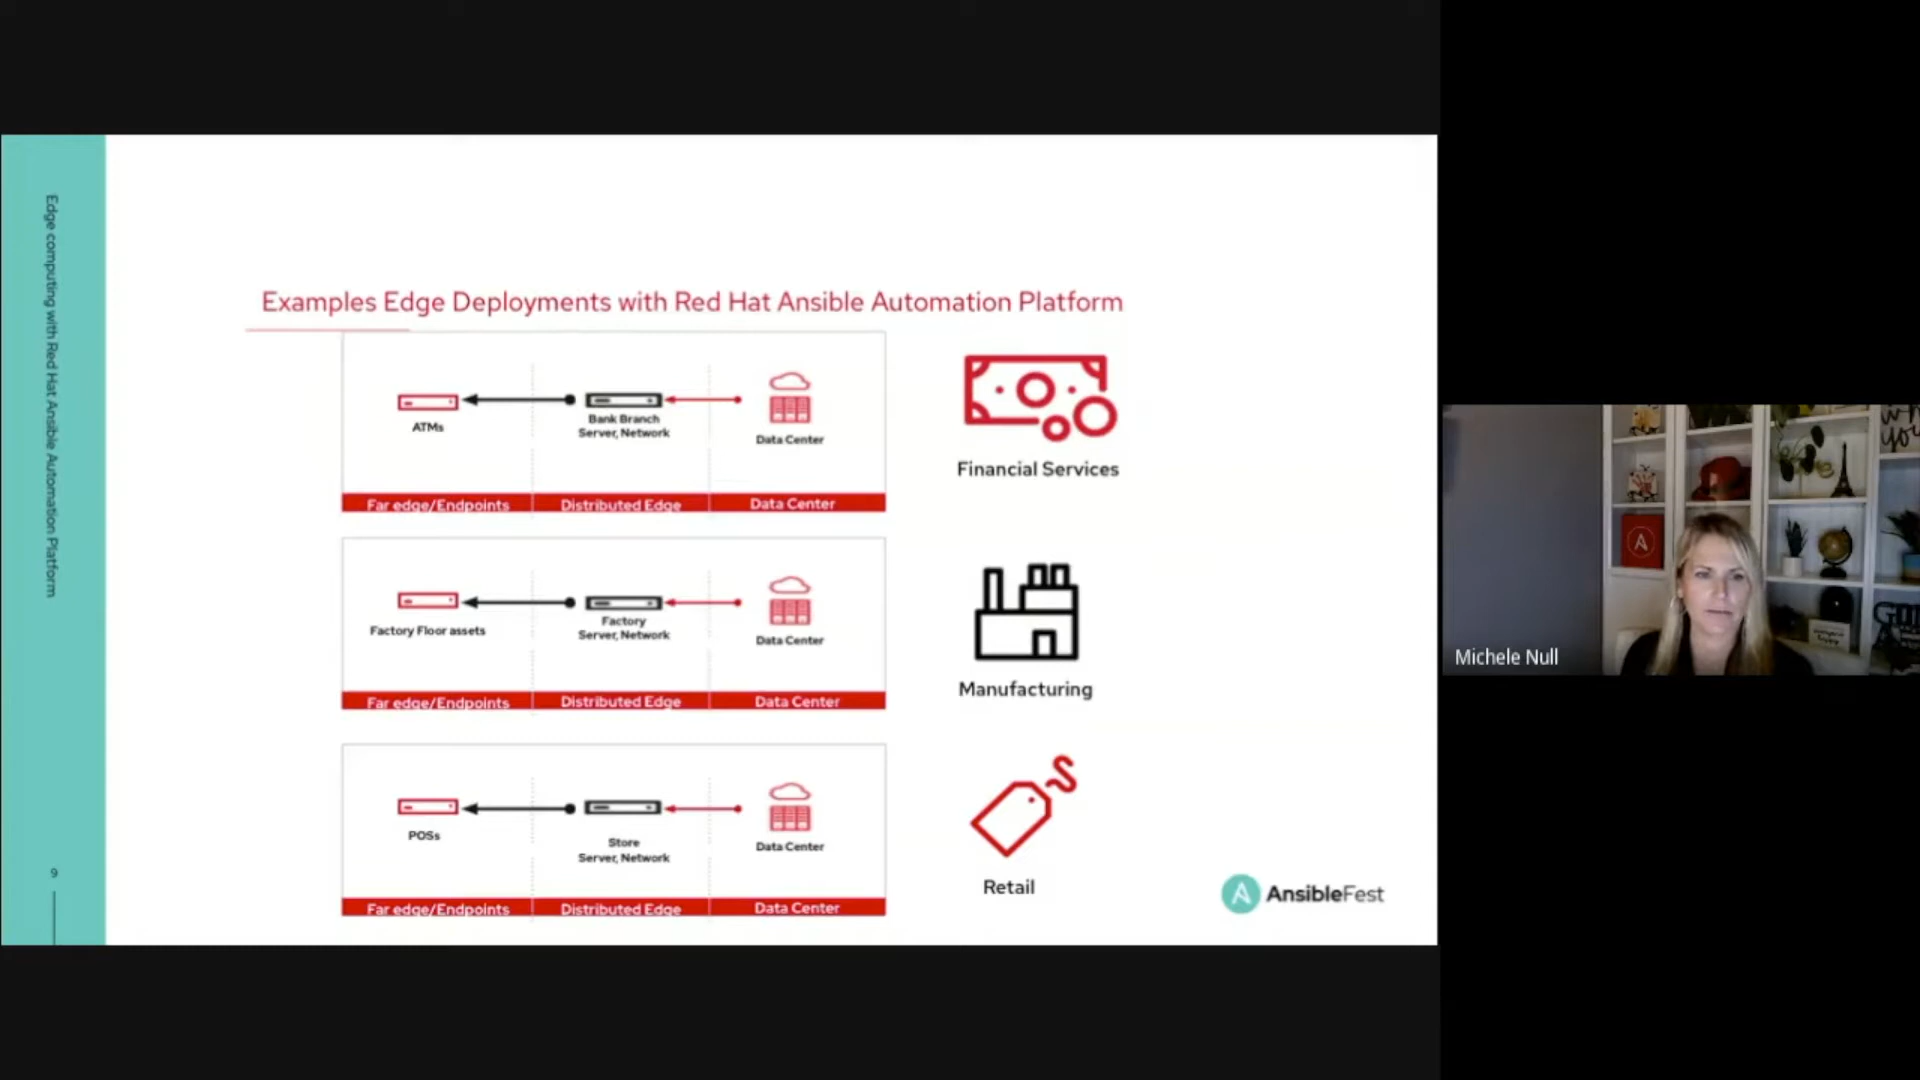 Edge computing with Red Hat Ansible Automation Platform
Examples Edge Deployments with Red Hat Ansible Automation Platform
ATMs
Bank Branch
Server, Network
Data Center
Far edge/Endpoints
Distributed Edge
Data Center
Financial Services
Factory Floor assets
Factory
Server, Network
Data Center
Far edge/Endpoints
Distributed Edge
Data Center
Manufacturing
POSs
Store
Server, Network
Data Center
Far edge/Endpoints
Distributed Edge
Data Center
Retail
9
A AnsibleFest
A
you
Michele Null